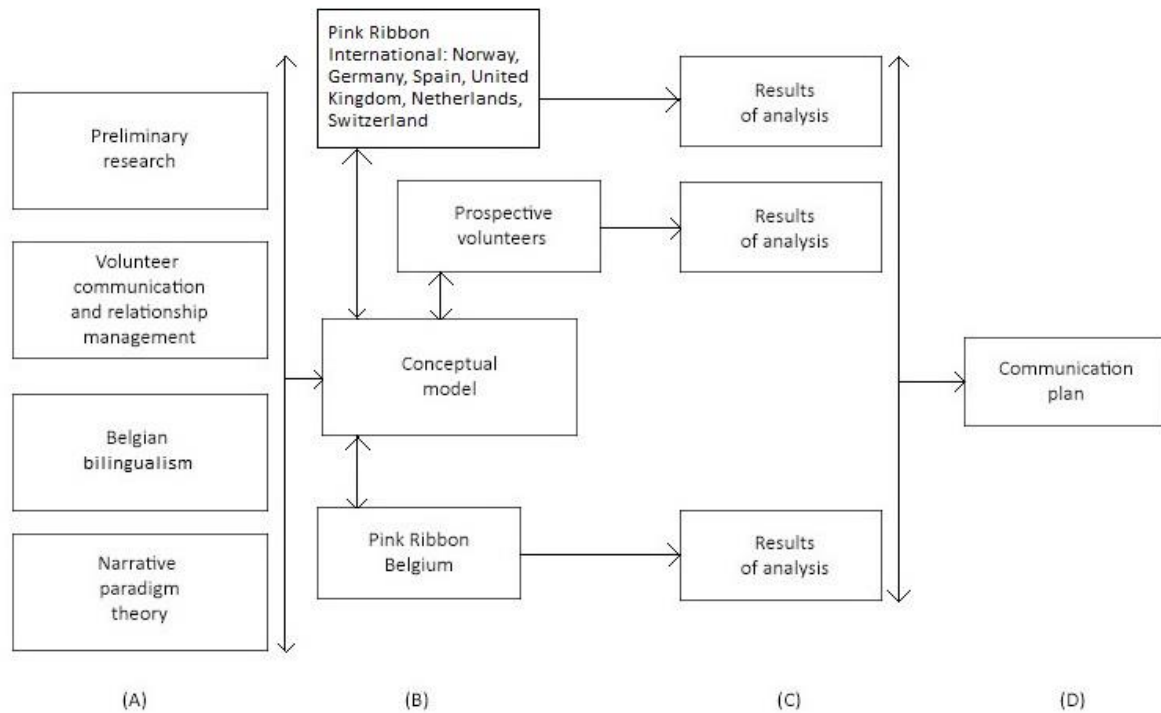 Preliminary
research
Volunteer
communication
and relationship
management
Belgian
bilingualism
Narrative
paradigm
theory
Pink Ribbon
International: Norway,
Germany, Spain, United
Kingdom, Netherlands,
Switzerland
Prospective
volunteers
Conceptual
model
Pink Ribbon
Belgium
Results
of analysis
Results
of analysis
Results
of analysis
Communication
plan
(A)
(B)
(C)
(D)